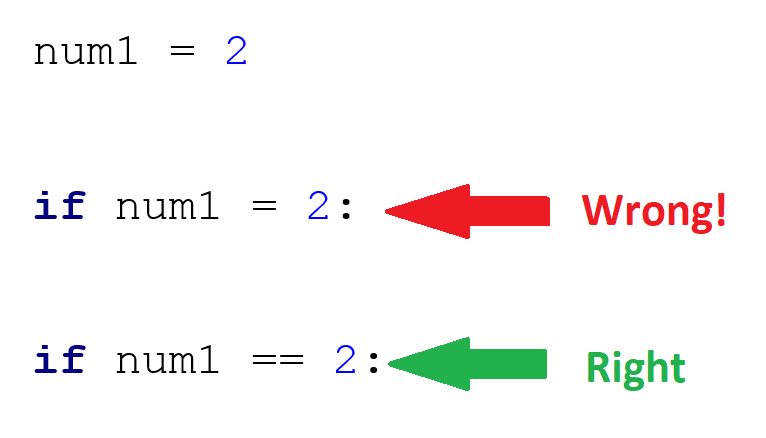 num1 = 2
if num1 = 2: Wrong!
if num1 == 2: Right